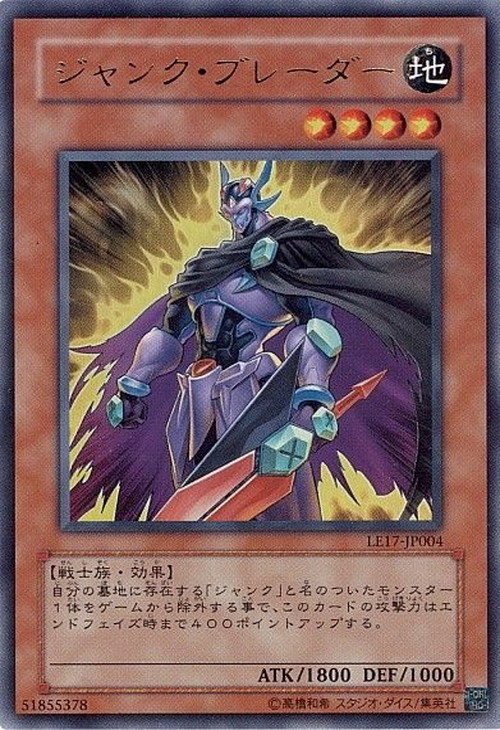 ジャンク・ブレーダー
地
LE17-JP004
【戦士族・効果】
自分の墓地に存在する「ジャンク」と名のついたモンスター
1体をゲームから除外する事で、このカードの攻撃力は
エンドフェイズ時まで400ポイントアップする。
ATK/1800 DEF/1000
51855378
©高橋和希 スタジオ・ダイス/集英社